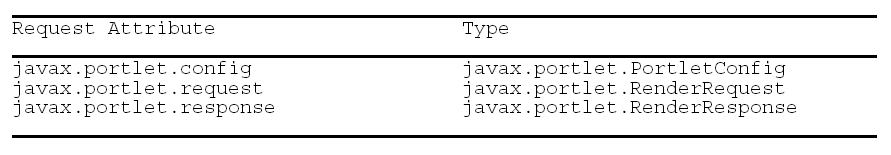 Request Attribute Type
javax.portlet.config javax.portlet.PortletConfig
javax.portlet.request javax.portlet.RenderRequest
javax.portlet.response javax.portlet.RenderResponse